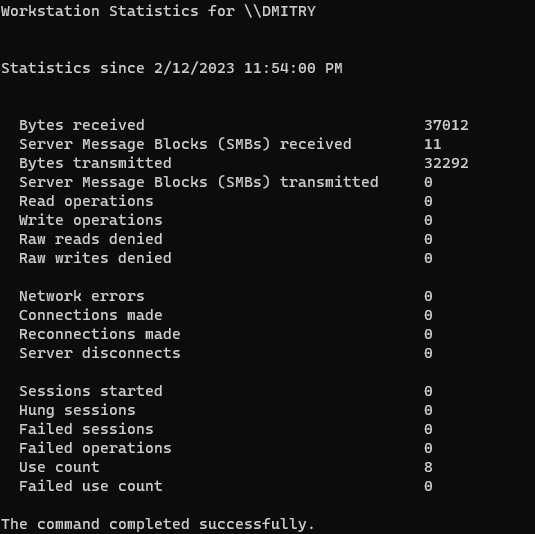 Workstation Statistics for \\DMITRY
Statistics since 2/12/2023 11:54:00 PM
Bytes received 37012
Server Message Blocks (SMBs) received 11
Bytes transmitted 32292
Server Message Blocks (SMBs) transmitted 0
Read operations 0
Write operations 0
Raw reads denied 0
Raw writes denied 0
Network errors 0
Connections made 0
Reconnections made 0
Server disconnects 0
Sessions started 0
Hung sessions 0
Failed sessions 0
Failed operations 0
Use count 8
Failed use count 0
The command completed successfully.